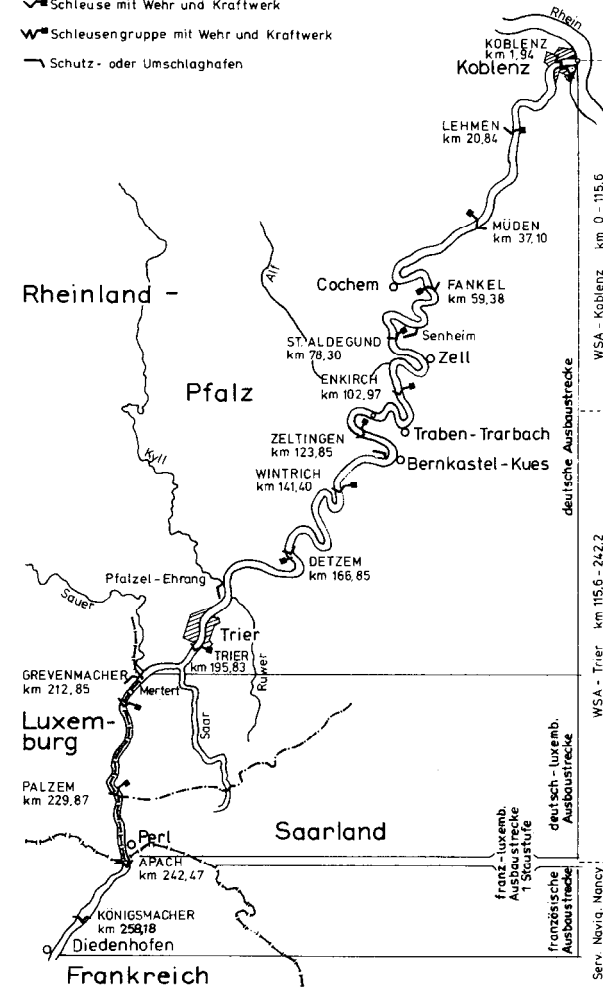 Schleuse mit Wehr und Kraftwerk
Schleusengruppe mit Wehr und Kraftwerk
Schutz- oder Umschlaghafen
Rhein
KOBLENZ
km 1,94
Koblenz
LEHMEN
km 20,84
MÜDEN
km 37,10
Cochem
FANKEL
km 59,38
Alf
Rheinland -
Pfalz
ST. ALDEGUND
km 78,30
Senheim
Zell
ENKIRCH
km 102,97
Traben-Trarbach
ZELTINGEN
km 123,85
Bernkastel-Kues
WINTRICH
km 141,40
Kyll
DETZEM
km 166,85
Pfalzel-Ehrang
Sauer
Trier
TRIER
km 195,83
Ruwer
GREVENMACHER
km 212,85
Mertert
Saar
Luxem-
burg
PALZEM
km 229,87
Perl
Saarland
APACH
km 242,47
KÖNIGSMACHER
km 258,18
Diedenhofen
Frankreich
deutsche Ausbaustrecke
deutsch-luxemb.
Ausbaustrecke
franz-luxemb.
Ausbaustrecke
1 Staustufe
französische
Ausbaustrecke
WSA - Koblenz km 0 - 115,6
WSA - Trier km 115,6 - 242,2
Serv. Navig. Nancy